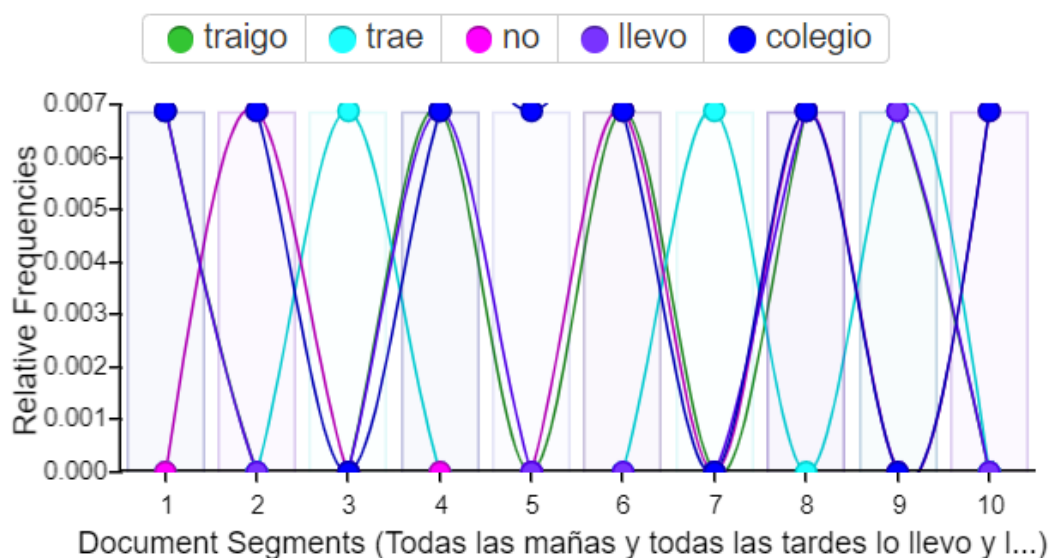 traigo trae no llevo colegio
Relative Frequencies
0.007
0.006
0.005
0.004
0.003
0.002
0.001
0.000
1 2 3 4 5 6 7 8 9 10
Document Segments (Todas las mañas y todas las tardes lo llevo y l...)